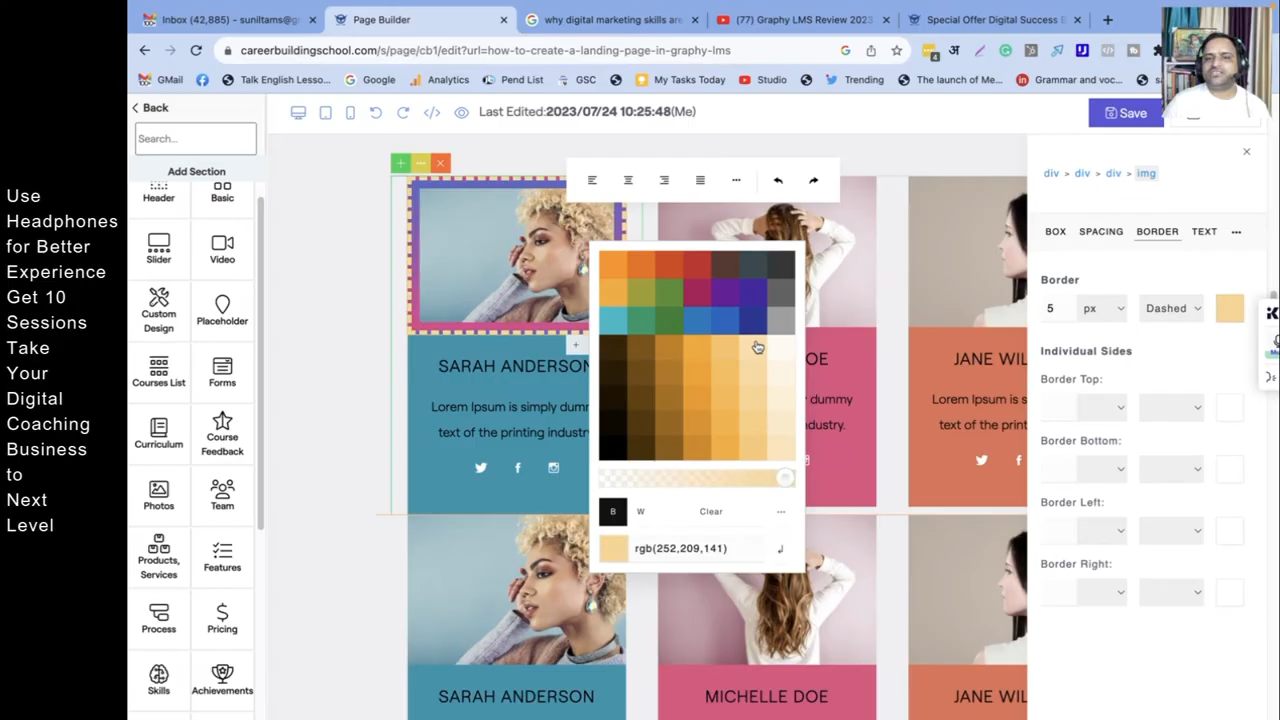 Use
Headphones
for Better
Experience
Get 10
Sessions
Take
Your
Digital
Coaching
Business
to
Next
Level
Inbox (42,885) - suniltams@g
Page Builder
why digital marketing skills are
(77) Graphy LMS Review 2023
Special Offer Digital Success B
careerbuildingschool.com/s/page/cb1/edit?url=how-to-create-a-landing-page-in-graphy-lms
GMail
Talk English Lesso...
Google
Analytics
Pend List
GSC
My Tasks Today
Studio
Trending
The launch of Me...
Grammar and voc...
Back
Search...
Add Section
Header
Basic
Slider
Video
Custom
Design
Placeholder
Courses List
Forms
Curriculum
Course
Feedback
Photos
Team
Products,
Services
Features
Process
Pricing
Skills
Achievements
Last Edited:2023/07/24 10:25:48(Me)
Save
SARAH ANDERSON
Lorem Ipsum is simply dumm
text of the printing industry
OE
dummy
dustry.
JANE WIL
Lorem Ipsum is s
text of the prin
B
W
Clear
rgb(252,209,141)
SARAH ANDERSON
MICHELLE DOE
JANE WIL
div > div > div > img
BOX
SPACING
BORDER
TEXT
Border
5
px
Dashed
Individual Sides
Border Top:
Border Bottom:
Border Left:
Border Right: